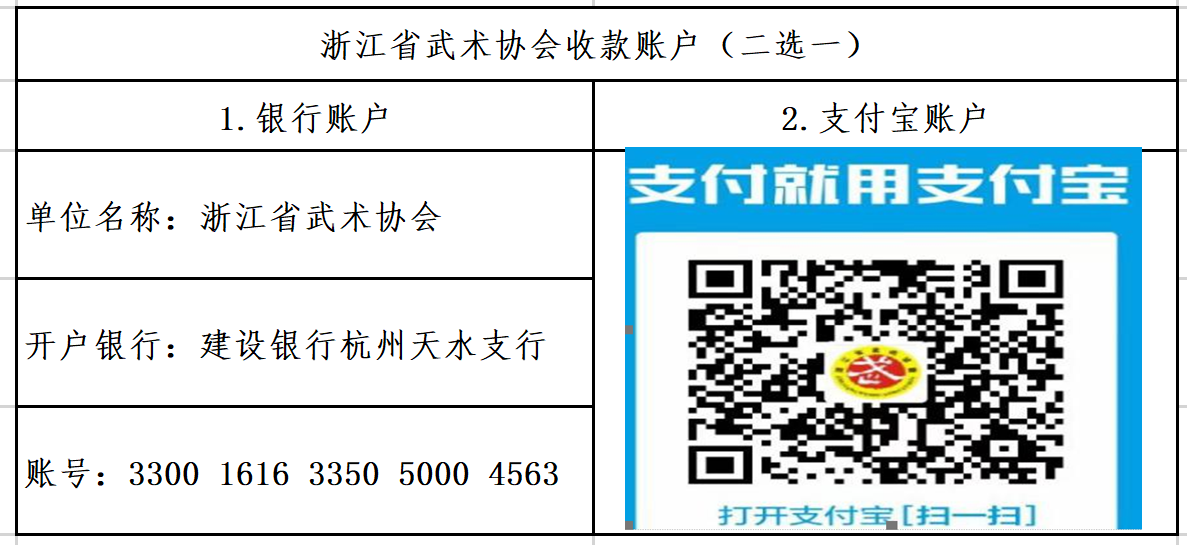 浙江省武术协会收款账户（二选一）
1.银行账户
2.支付宝账户
单位名称：浙江省武术协会
开户银行：建设银行杭州天水支行
账号：3300 1616 3350 5000 4563
支付就用支付宝
打开支付宝[扫一扫]